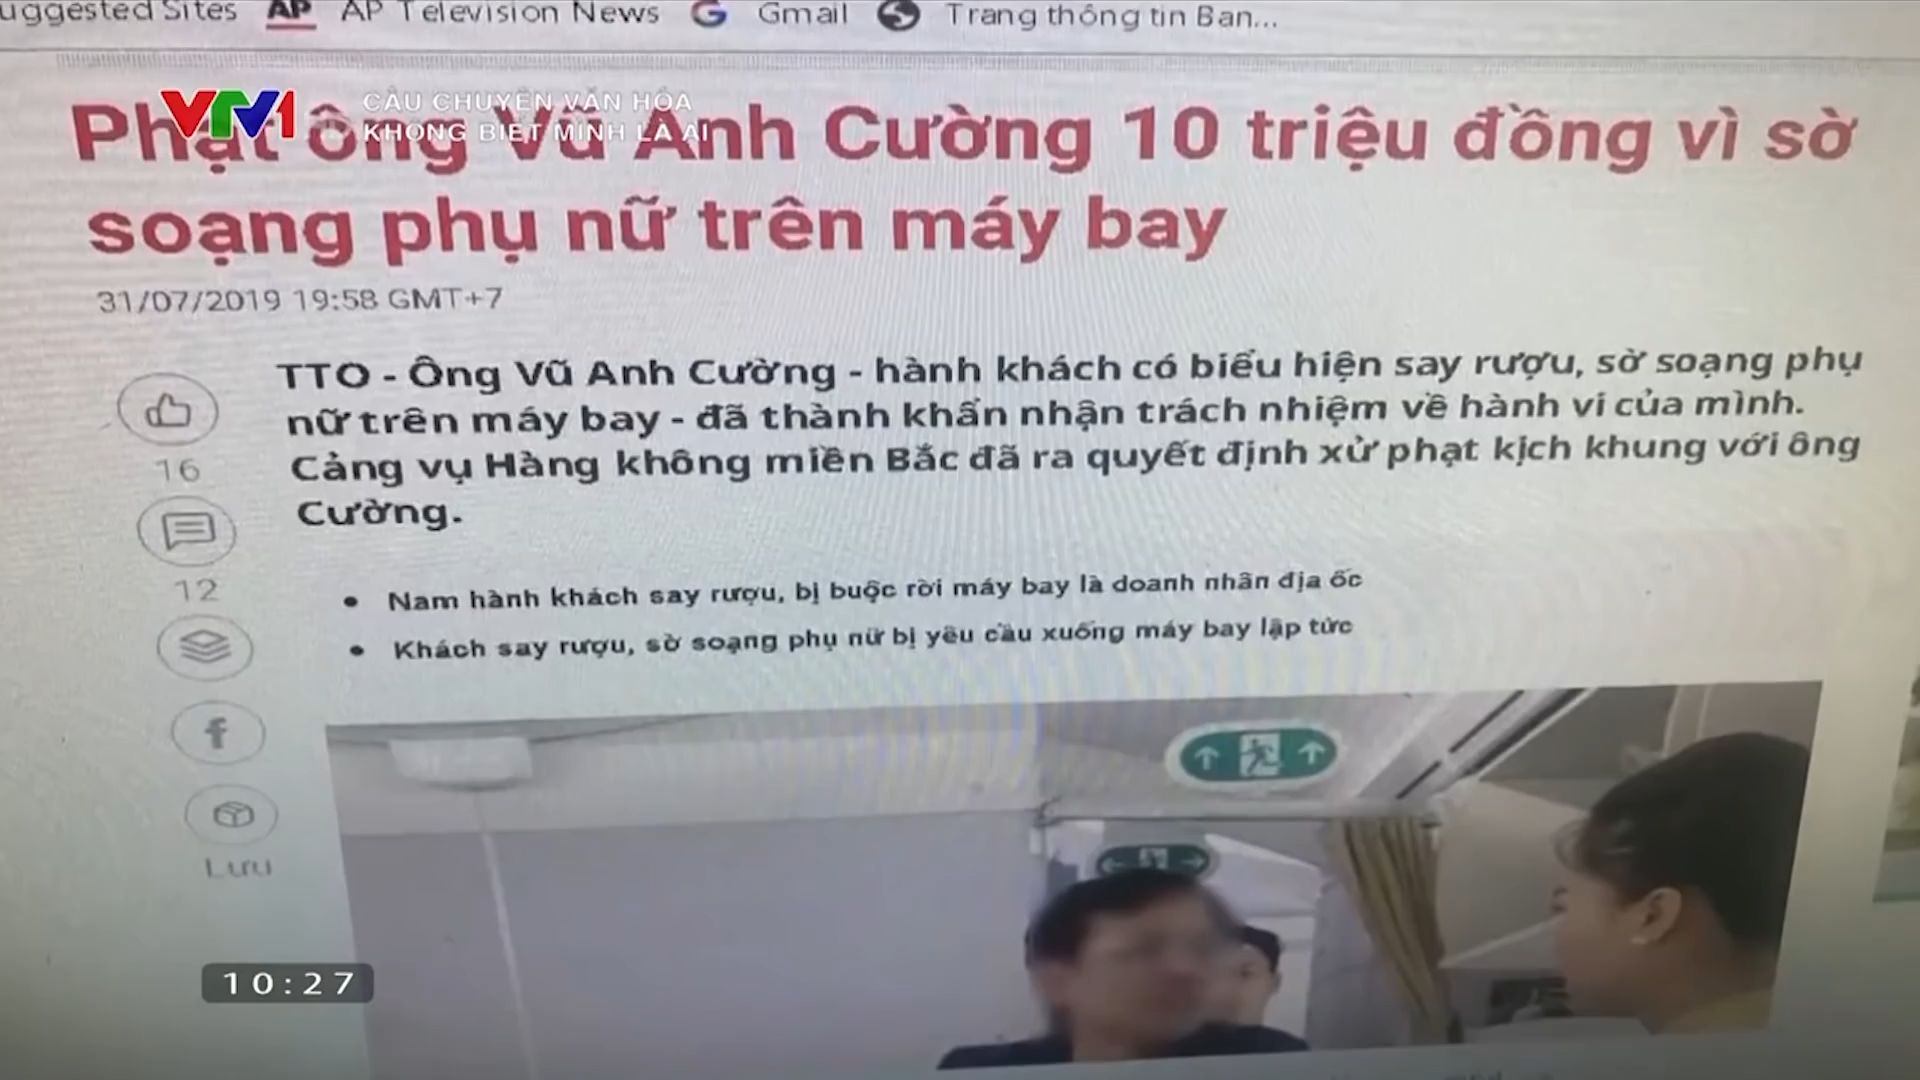 uggested Sites AP AP Television News G Gmail Trang thông tin Ban...
VTV1
CÂU CHUYỆN VĂN HÓA
KHÔNG BIẾT MÌNH LÀ AI
Phạt ông Vũ Anh Cường 10 triệu đồng vì sờ
soạng phụ nữ trên máy bay
31/07/2019 19:58 GMT+7
TTO - Ông Vũ Anh Cường - hành khách có biểu hiện say rượu, sờ soạng phụ
nữ trên máy bay - đã thành khẩn nhận trách nhiệm về hành vi của mình.
Cảng vụ Hàng không miền Bắc đã ra quyết định xử phạt kịch khung với ông
Cường.
16
12
• Nam hành khách say rượu, bị buộc rời máy bay là doanh nhân địa ốc
• Khách say rượu, sờ soạng phụ nữ bị yêu cầu xuống máy bay lập tức
f
Lưu
10:27